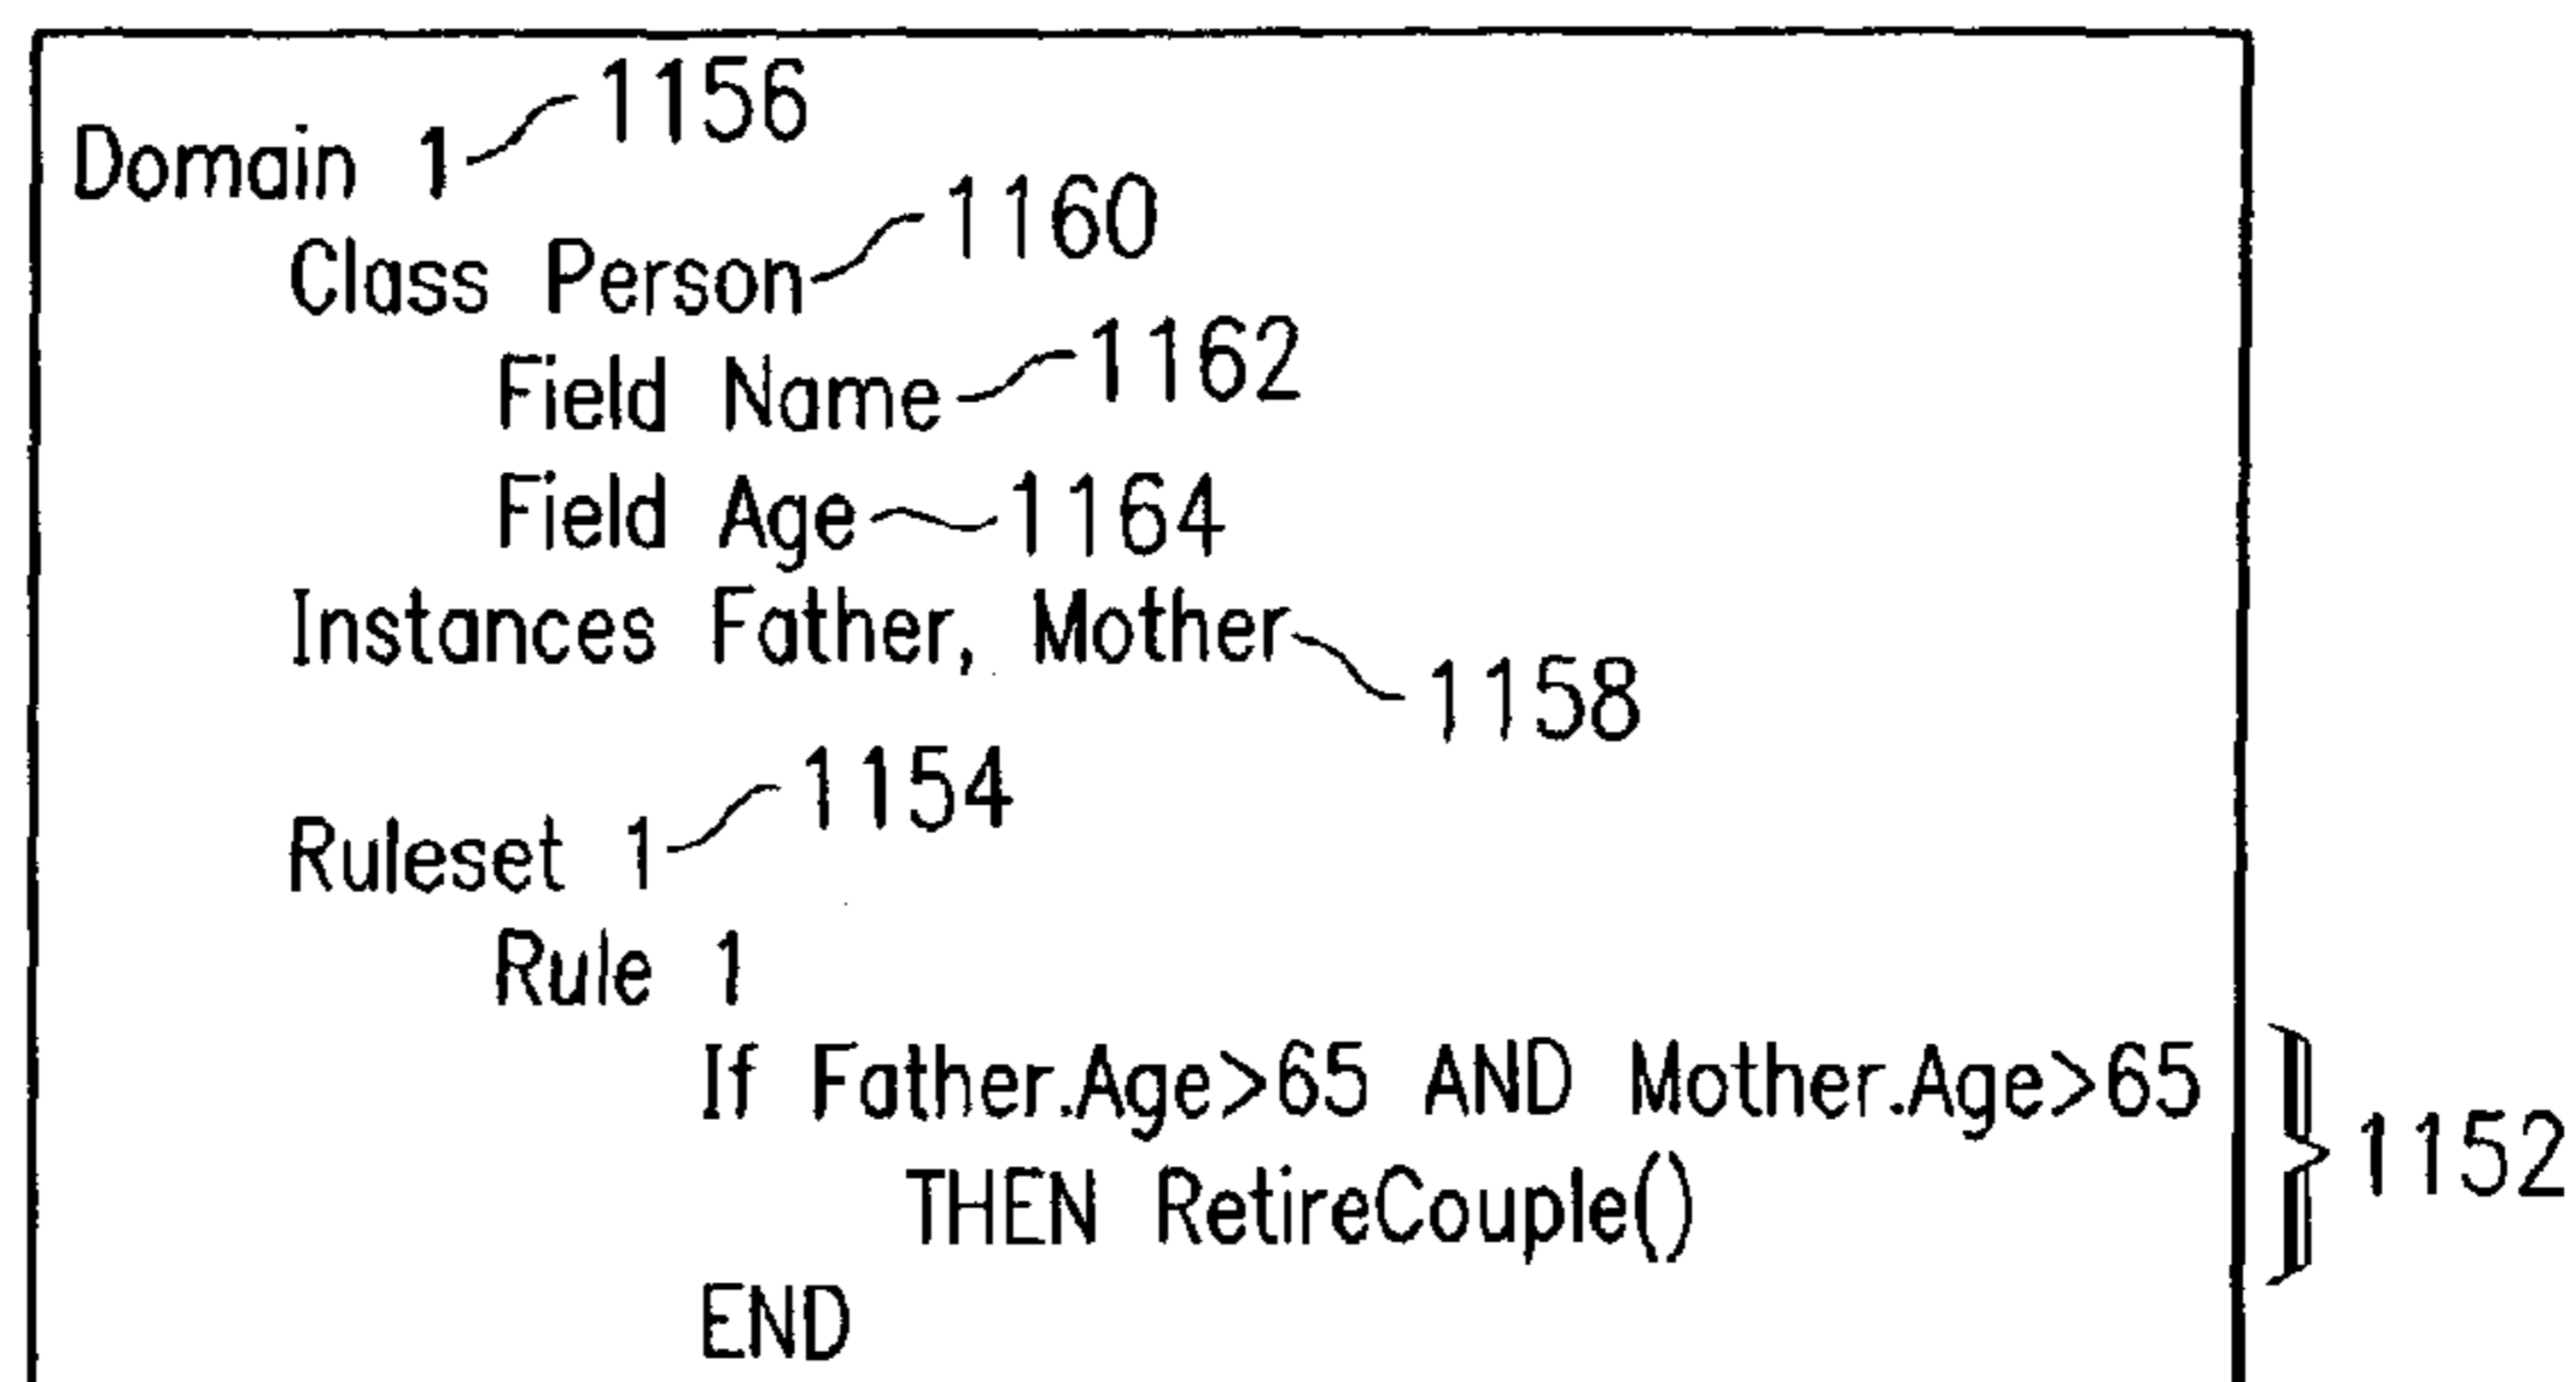 Domain 1 1156
Class Person 1160
Field Name 1162
Field Age 1164
Instances Father, Mother 1158
Ruleset 1 1154
Rule 1
If Father.Age>65 AND Mother.Age>65
THEN RetireCouple() 1152
END